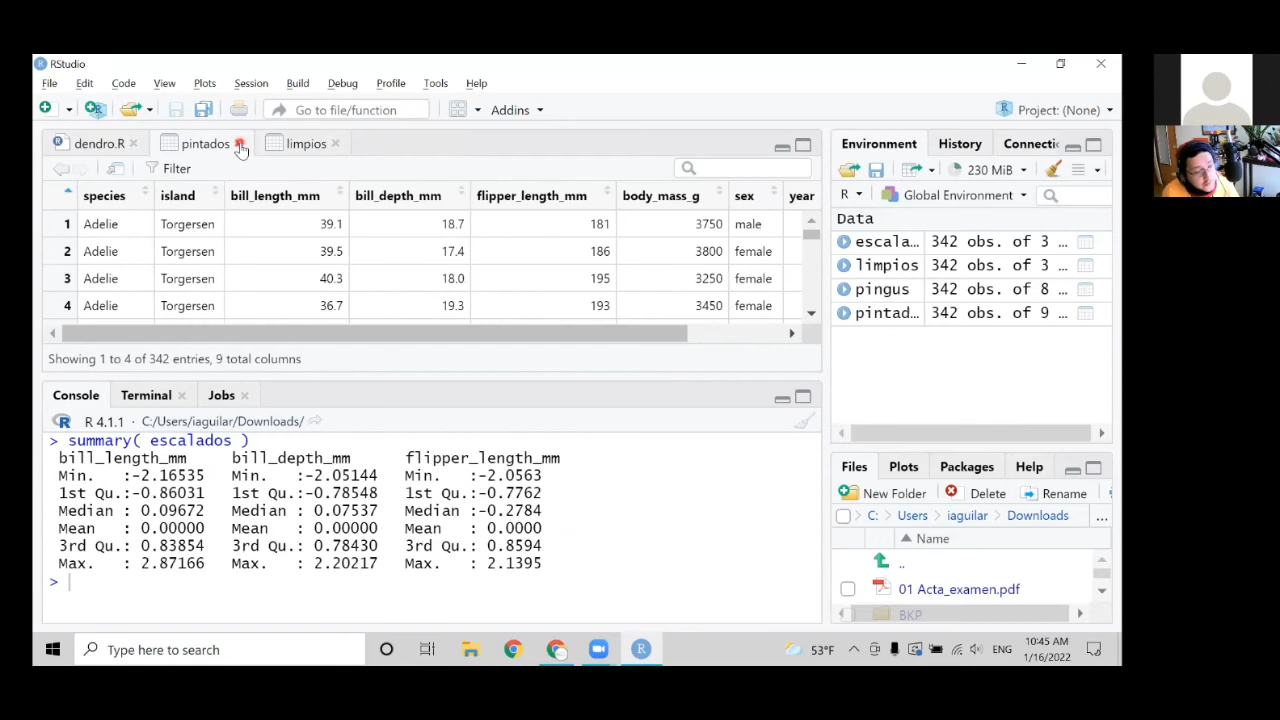 RStudio
File Edit Code View Plots Session Build Debug Profile Tools Help
Go to file/function Addins Project: (None)
dendro.R pintados limpios
Filter
species island bill_length_mm bill_depth_mm flipper_length_mm body_mass_g sex year
1 Adelie Torgersen 39.1 18.7 181 3750 male
2 Adelie Torgersen 39.5 17.4 186 3800 female
3 Adelie Torgersen 40.3 18.0 195 3250 female
4 Adelie Torgersen 36.7 19.3 193 3450 female
Showing 1 to 4 of 342 entries, 9 total columns
Console Terminal Jobs
R 4.1.1 · C:/Users/iaguilar/Downloads/
> summary( escalados )
bill_length_mm bill_depth_mm flipper_length_mm
Min. :-2.16535 Min. :-2.05144 Min. :-2.0563
1st Qu.:-0.86031 1st Qu.:-0.78548 1st Qu.:-0.7762
Median : 0.09672 Median : 0.07537 Median :-0.2784
Mean : 0.00000 Mean : 0.00000 Mean : 0.0000
3rd Qu.: 0.83854 3rd Qu.: 0.78430 3rd Qu.: 0.8594
Max. : 2.87166 Max. : 2.20217 Max. : 2.1395
>
Environment History Connecti
230 MiB
R Global Environment
Data
escala... 342 obs. of 3 ...
limpios 342 obs. of 3 ...
pingus 342 obs. of 8 ...
pintad... 342 obs. of 9 ...
Files Plots Packages Help
New Folder Delete Rename
C: > Users > iaguilar > Downloads ...
Name
..
01 Acta_examen.pdf
BKP
Type here to search
53°F ENG 10:45 AM
1/16/2022